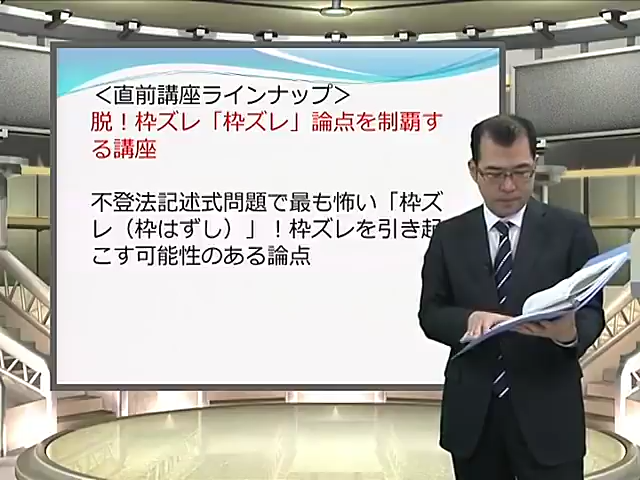 ＜直前講座ラインナップ＞
脱！枠ズレ「枠ズレ」論点を制覇す
る講座
不登法記述式問題で最も怖い「枠ズ
レ（枠はずし）」！枠ズレを引き起
こす可能性のある論点